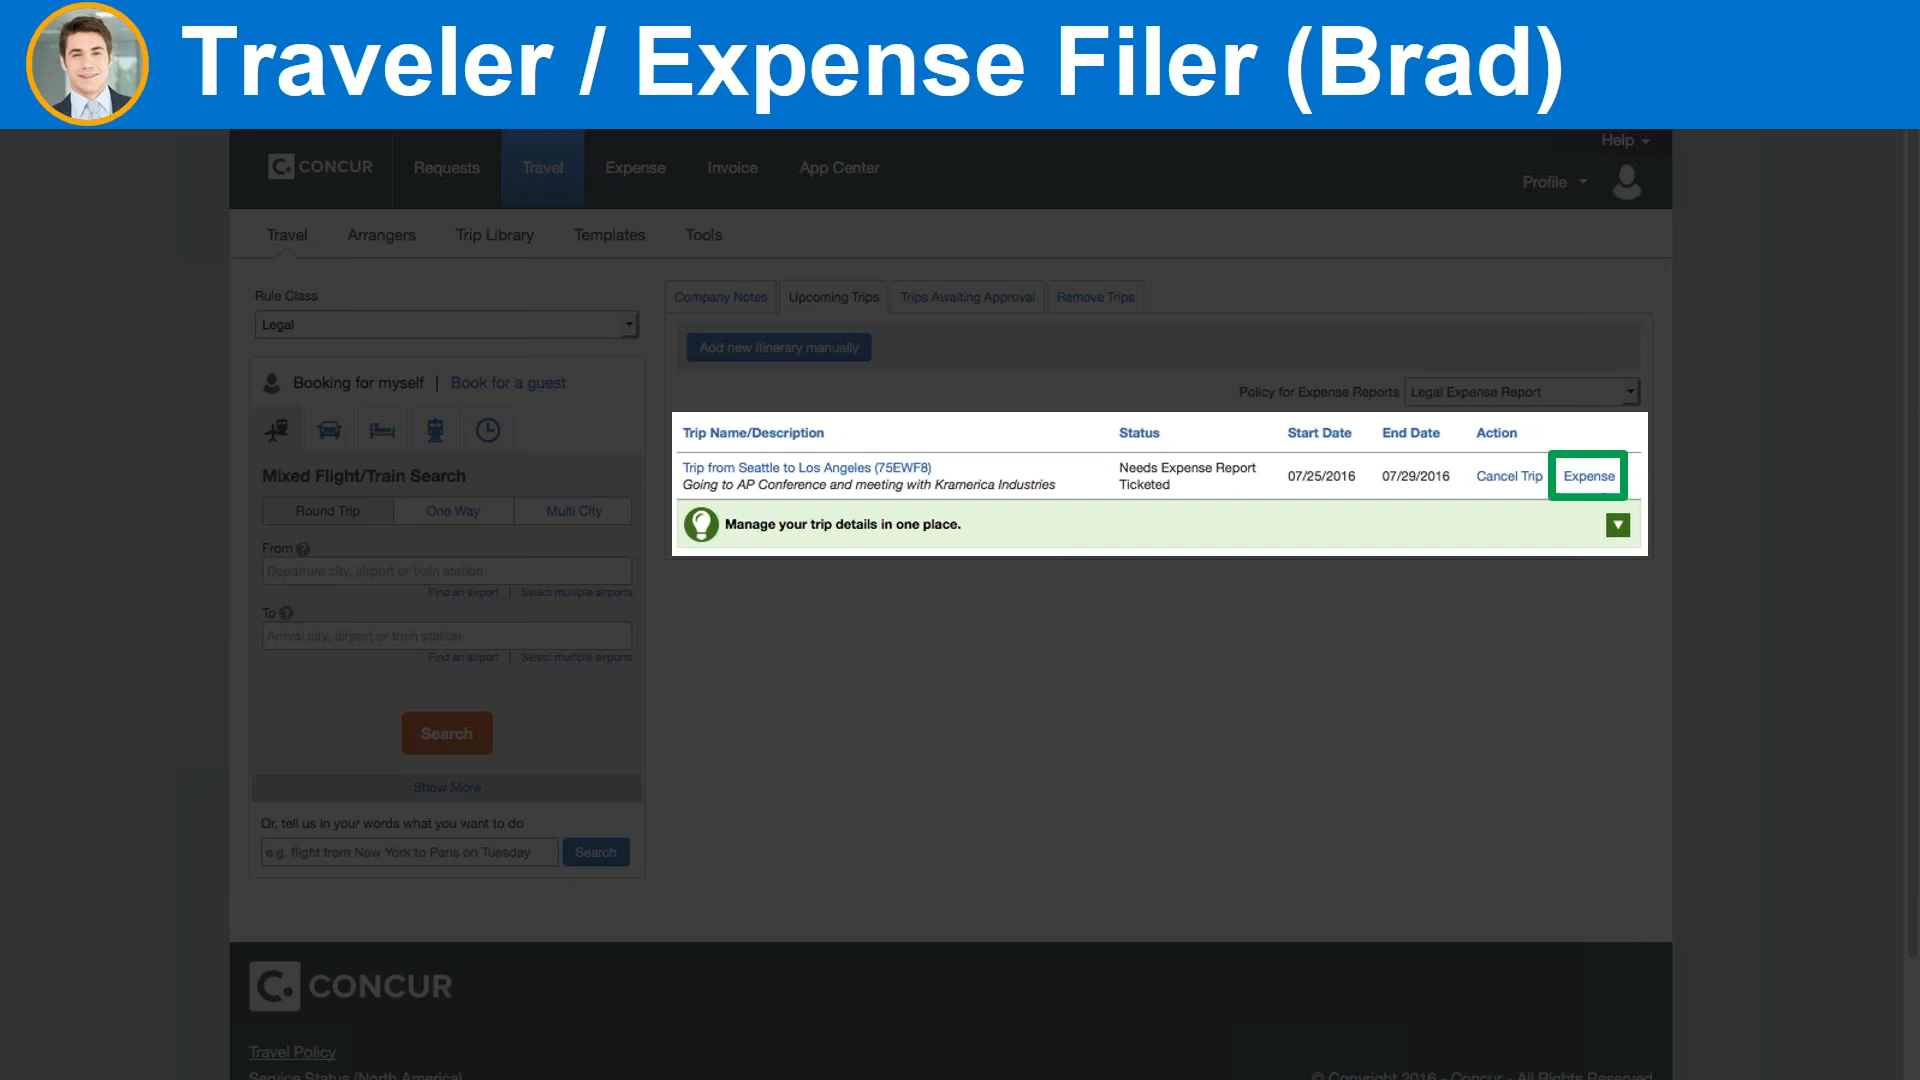 Traveler / Expense Filer (Brad)
Help
CONCUR Requests Travel Expense Invoice App Center
Profile
Travel Arrangers Trip Library Templates Tools
Rule Class
Legal
Company Notes Upcoming Trips Trips Awaiting Approval Remove Trips
Add new itinerary manually
Booking for myself | Book for a guest
Policy for Expense Reports Legal Expense Report
Trip Name/Description Status Start Date End Date Action
Trip from Seattle to Los Angeles (75EWF8) Needs Expense Report
Going to AP Conference and meeting with Kramerica Industries Ticketed 07/25/2016 07/29/2016 Cancel Trip Expense
Manage your trip details in one place.
Mixed Flight/Train Search
Round Trip One Way Multi City
From ?
Departure city, airport or train station
Find an airport | Select multiple airports
To ?
Arrival city, airport or train station
Find an airport | Select multiple airports
Search
Show More
Or, tell us in your words what you want to do
e.g. flight from New York to Paris on Tuesday Search
CONCUR
Travel Policy
Service Status (North America)
© Copyright 2016 - Concur - All Rights Reserved